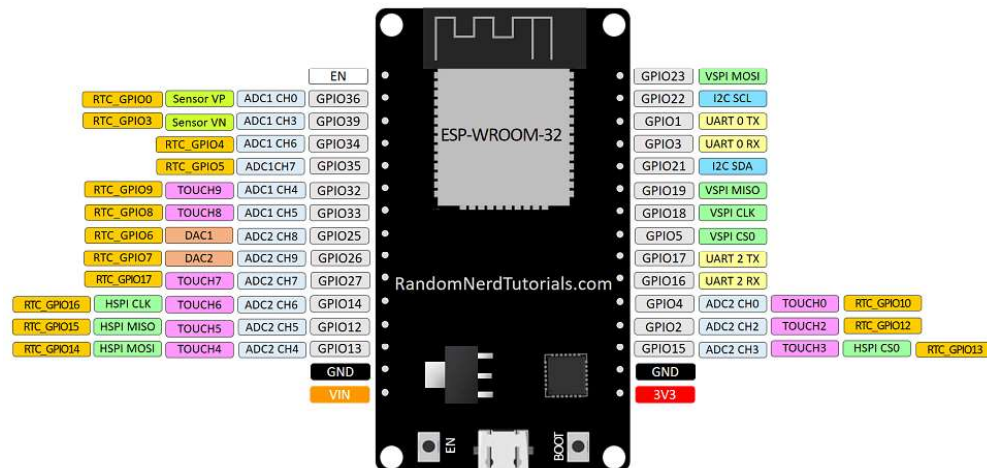 EN GPIO23 VSPI MOSI
RTC_GPIO0 Sensor VP ADC1 CH0 GPIO36 GPIO22 I2C SCL
RTC_GPIO3 Sensor VN ADC1 CH3 GPIO39 GPIO1 UART 0 TX
RTC_GPIO4 ADC1 CH6 GPIO34 ESP-WROOM-32 GPIO3 UART 0 RX
RTC_GPIO5 ADC1CH7 GPIO35 GPIO21 I2C SDA
RTC_GPIO9 TOUCH9 ADC1 CH4 GPIO32 GPIO19 VSPI MISO
RTC_GPIO8 TOUCH8 ADC1 CH5 GPIO33 GPIO18 VSPI CLK
RTC_GPIO6 DAC1 ADC2 CH8 GPIO25 GPIO5 VSPI CS0
RTC_GPIO7 DAC2 ADC2 CH9 GPIO26 GPIO17 UART 2 TX
RTC_GPIO17 TOUCH7 ADC2 CH7 GPIO27 RandomNerdTutorials.com GPIO16 UART 2 RX
RTC_GPIO16 HSPI CLK TOUCH6 ADC2 CH6 GPIO14 GPIO4 ADC2 CH0 TOUCH0 RTC_GPIO10
RTC_GPIO15 HSPI MISO TOUCH5 ADC2 CH5 GPIO12 GPIO2 ADC2 CH2 TOUCH2 RTC_GPIO12
RTC_GPIO14 HSPI MOSI TOUCH4 ADC2 CH4 GPIO13 GPIO15 ADC2 CH3 TOUCH3 HSPI CS0 RTC_GPIO13
GND GND
VIN 3V3
EN BOOT